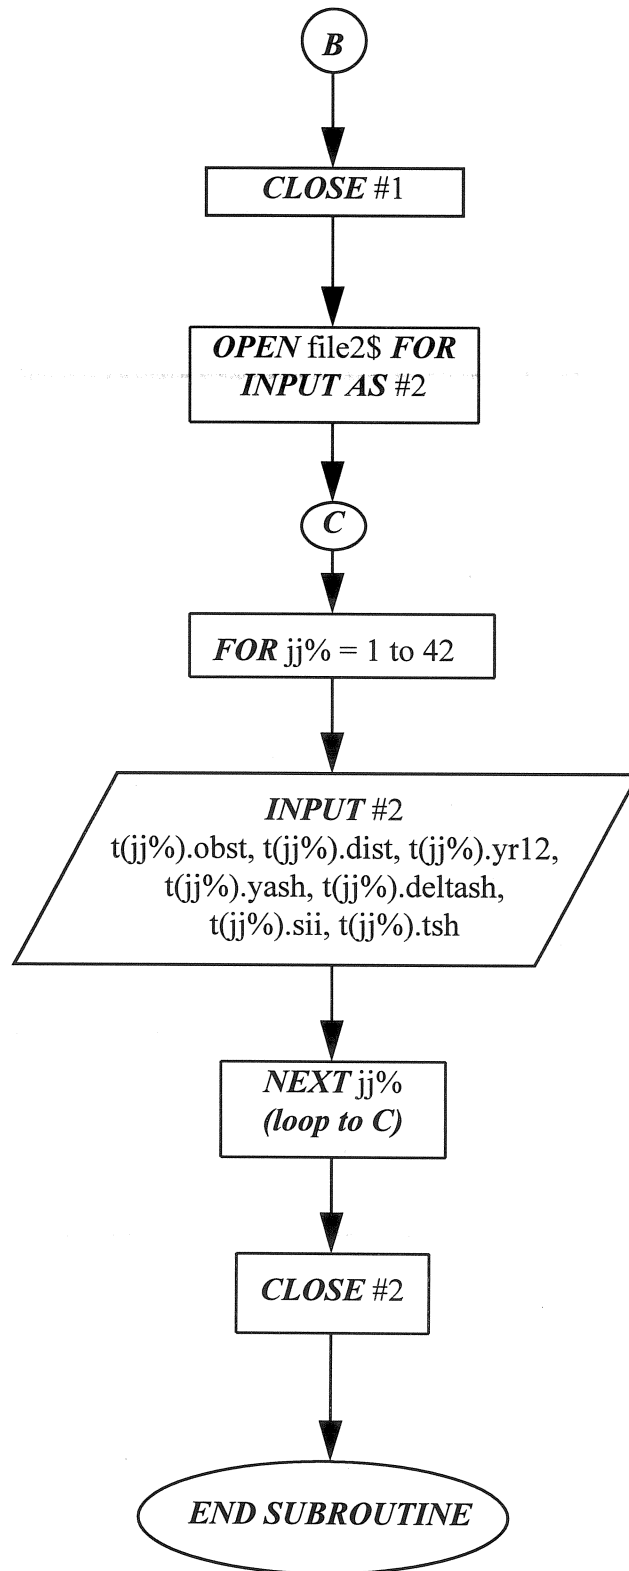 B
CLOSE #1
OPEN file2$ FOR
INPUT AS #2
C
FOR jj% = 1 to 42
INPUT #2
t(jj%).obst, t(jj%).dist, t(jj%).yr12,
t(jj%).yash, t(jj%).deltash,
t(jj%).sii, t(jj%).tsh
NEXT jj%
(loop to C)
CLOSE #2
END SUBROUTINE